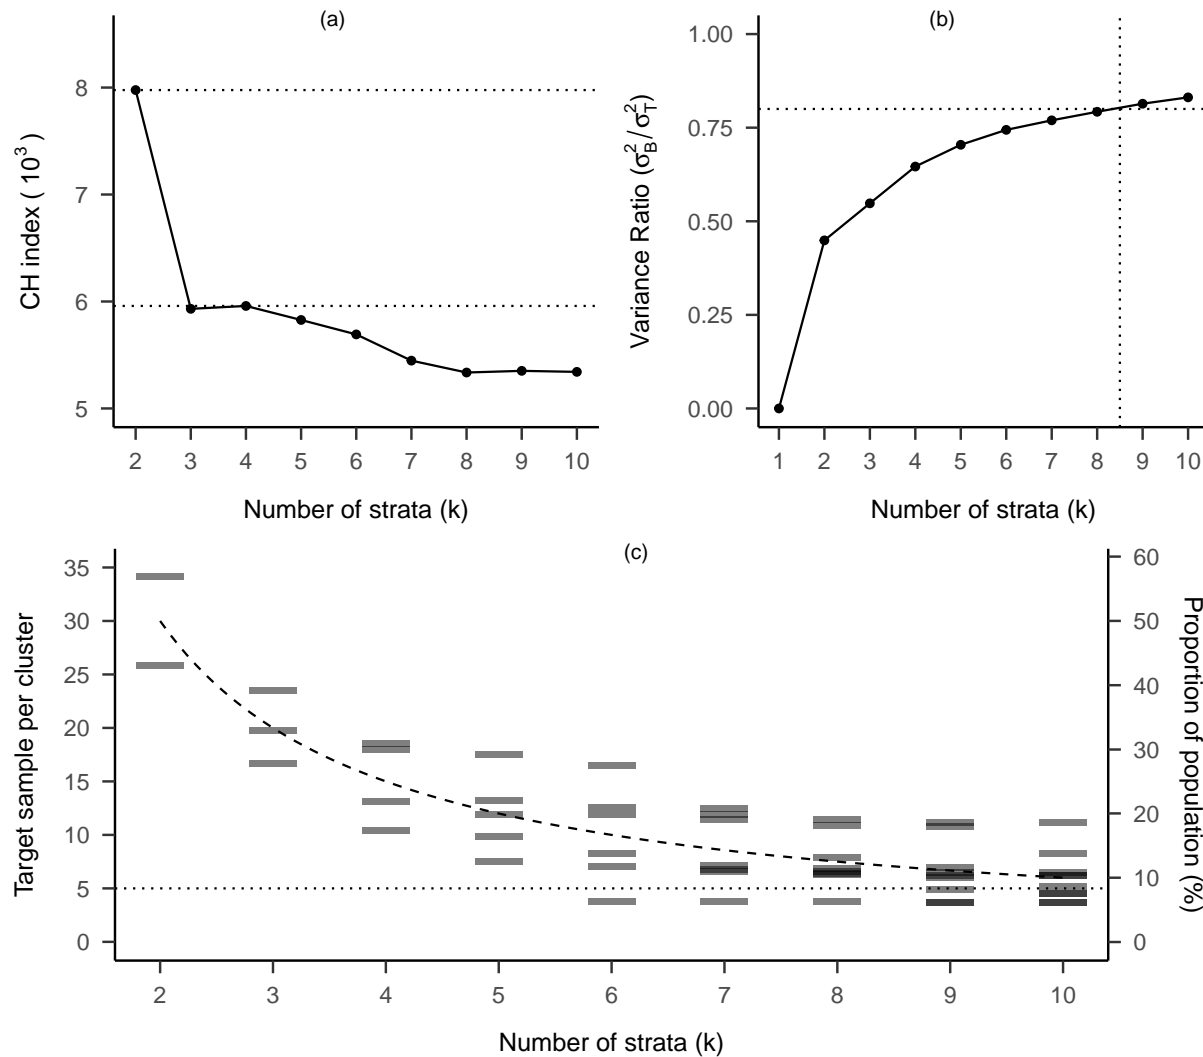 (a)
CH index ( 10³)
8
7
6
5
2 3 4 5 6 7 8 9 10
Number of strata (k)
(b)
Variance Ratio (σ²_B/σ²_T)
1.00
0.75
0.50
0.25
0.00
1 2 3 4 5 6 7 8 9 10
Number of strata (k)
(c)
Target sample per cluster
35
30
25
20
15
10
5
0
2 3 4 5 6 7 8 9 10
Number of strata (k)
60
50
40
30
20
10
0
Proportion of population (%)